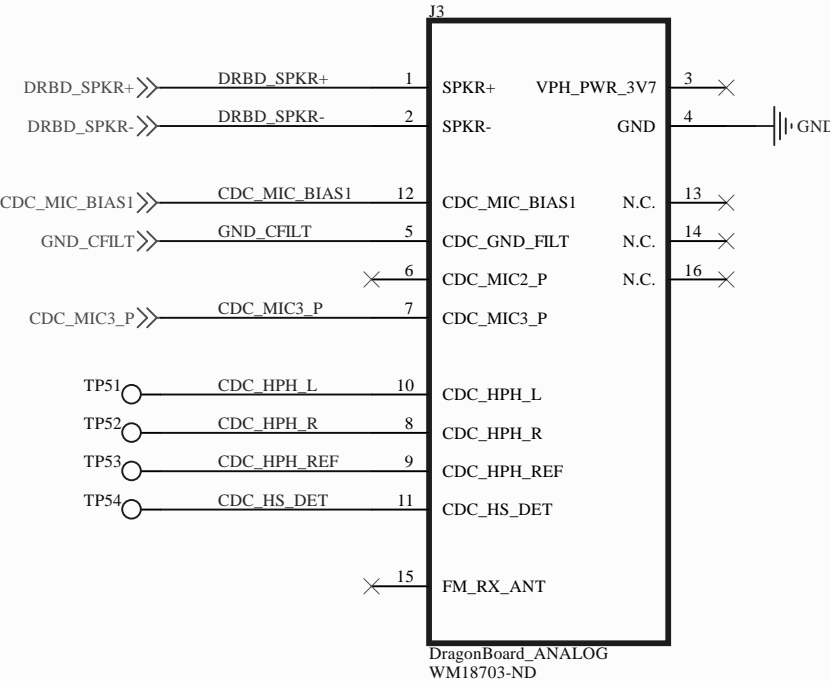 J3
DRBD_SPKR+ DRBD_SPKR+ 1 SPKR+ VPH_PWR_3V7 3
DRBD_SPKR- DRBD_SPKR- 2 SPKR- GND 4 GND
CDC_MIC_BIAS1 CDC_MIC_BIAS1 12 CDC_MIC_BIAS1 N.C. 13
GND_CFILT GND_CFILT 5 CDC_GND_FILT N.C. 14
6 CDC_MIC2_P N.C. 16
CDC_MIC3_P CDC_MIC3_P 7 CDC_MIC3_P
TP51 CDC_HPH_L 10 CDC_HPH_L
TP52 CDC_HPH_R 8 CDC_HPH_R
TP53 CDC_HPH_REF 9 CDC_HPH_REF
TP54 CDC_HS_DET 11 CDC_HS_DET
15 FM_RX_ANT
DragonBoard_ANALOG
WM18703-ND